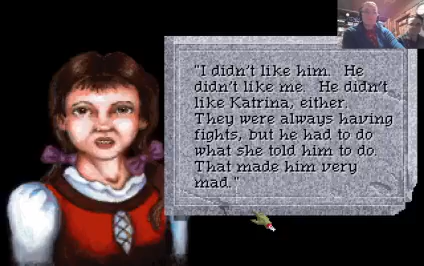 "I didn't like him.  He
didn't like me.  He didn't
like Katrina, either.
They were always having
fights, but he had to do
what she told him to do.
That made him very
mad."